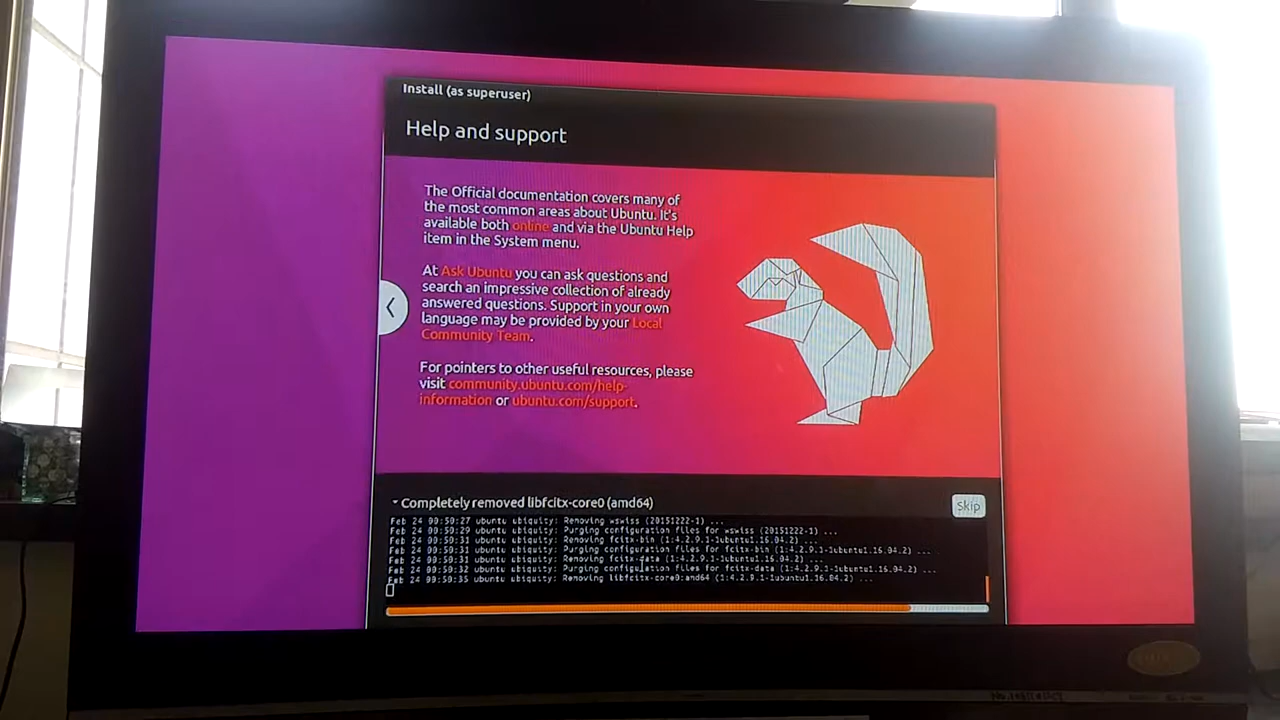 Install (as superuser)
Help and support
The Official documentation covers many of
the most common areas about Ubuntu. It's
available both online and via the Ubuntu Help
item in the System menu.
At Ask Ubuntu you can ask questions and
search an impressive collection of already
answered questions. Support in your own
language may be provided by your Local
Community Team.
For pointers to other useful resources, please
visit community.ubuntu.com/help-
information or ubuntu.com/support.
Completely removed libfcitx-core0 (amd64)
Skip
Feb 24 00:50:27 ubuntu ubiquity: Removing wswiss (20151222-1) ...
Feb 24 00:50:29 ubuntu ubiquity: Purging configuration files for wswiss (20151222-1) ...
Feb 24 00:50:31 ubuntu ubiquity: Removing fcitx-bin (1:4.2.9.1-1ubuntu1.16.04.2) ...
Feb 24 00:50:31 ubuntu ubiquity: Purging configuration files for fcitx-bin (1:4.2.9.1-1ubuntu1.16.04.2) ...
Feb 24 00:50:31 ubuntu ubiquity: Removing fcitx-data (1:4.2.9.1-1ubuntu1.16.04.2) ...
Feb 24 00:50:32 ubuntu ubiquity: Purging configuration files for fcitx-data (1:4.2.9.1-1ubuntu1.16.04.2) ...
Feb 24 00:50:35 ubuntu ubiquity: Removing libfcitx-core0:amd64 (1:4.2.9.1-1ubuntu1.16.04.2) ...